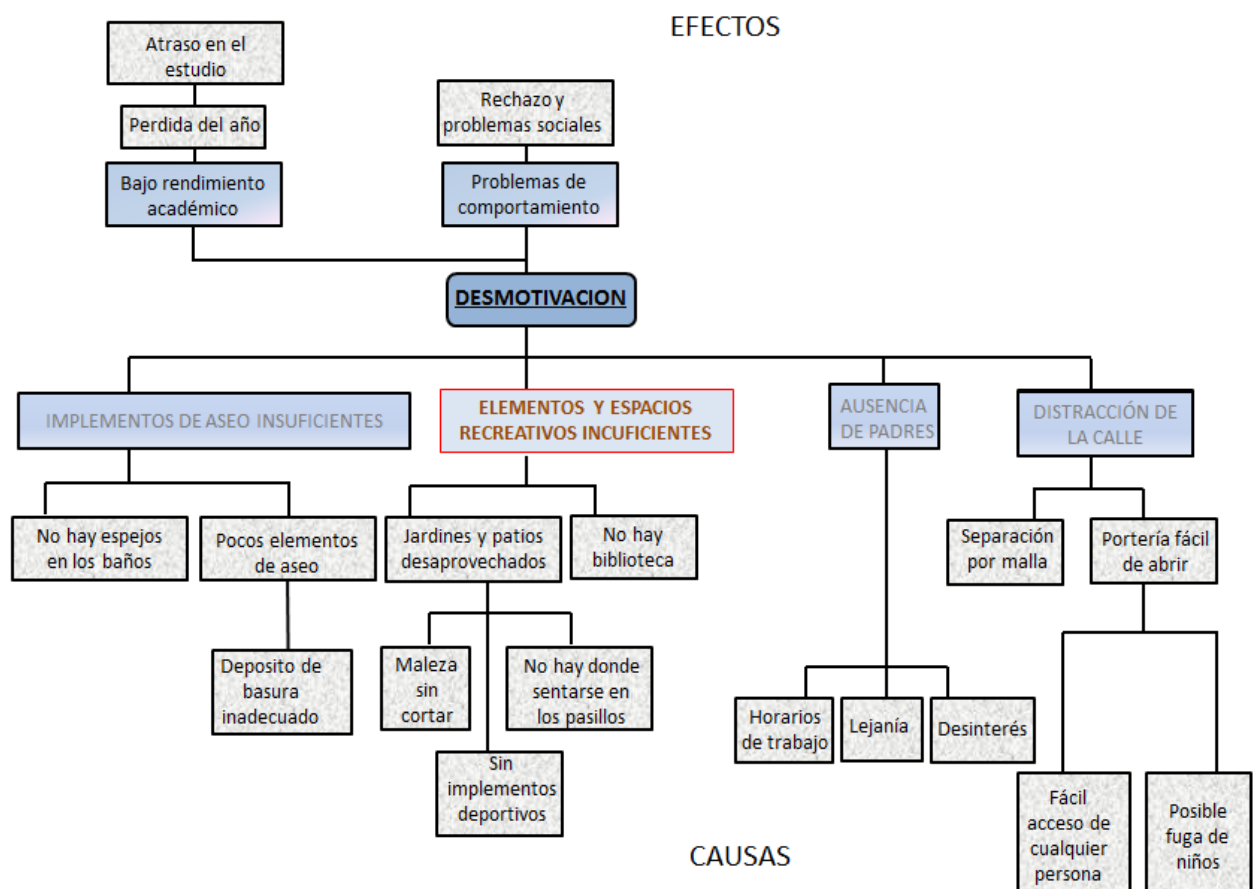 EFECTOS
Atraso en el
estudio
Perdida del año
Bajo rendimiento
académico
Rechazo y
problemas sociales
Problemas de
comportamiento
DESMOTIVACION
IMPLEMENTOS DE ASEO INSUFICIENTES
ELEMENTOS Y ESPACIOS
RECREATIVOS INCUFICIENTES
AUSENCIA
DE PADRES
DISTRACCIÓN DE
LA CALLE
No hay espejos
en los baños
Pocos elementos
de aseo
Jardines y patios
desaprovechados
No hay
biblioteca
Separación
por malla
Portería fácil
de abrir
Deposito de
basura
inadecuado
Maleza
sin
cortar
No hay donde
sentarse en
los pasillos
Sin
implementos
deportivos
Horarios
de trabajo
Lejanía
Desinterés
Fácil
acceso de
cualquier
persona
Posible
fuga de
niños
CAUSAS